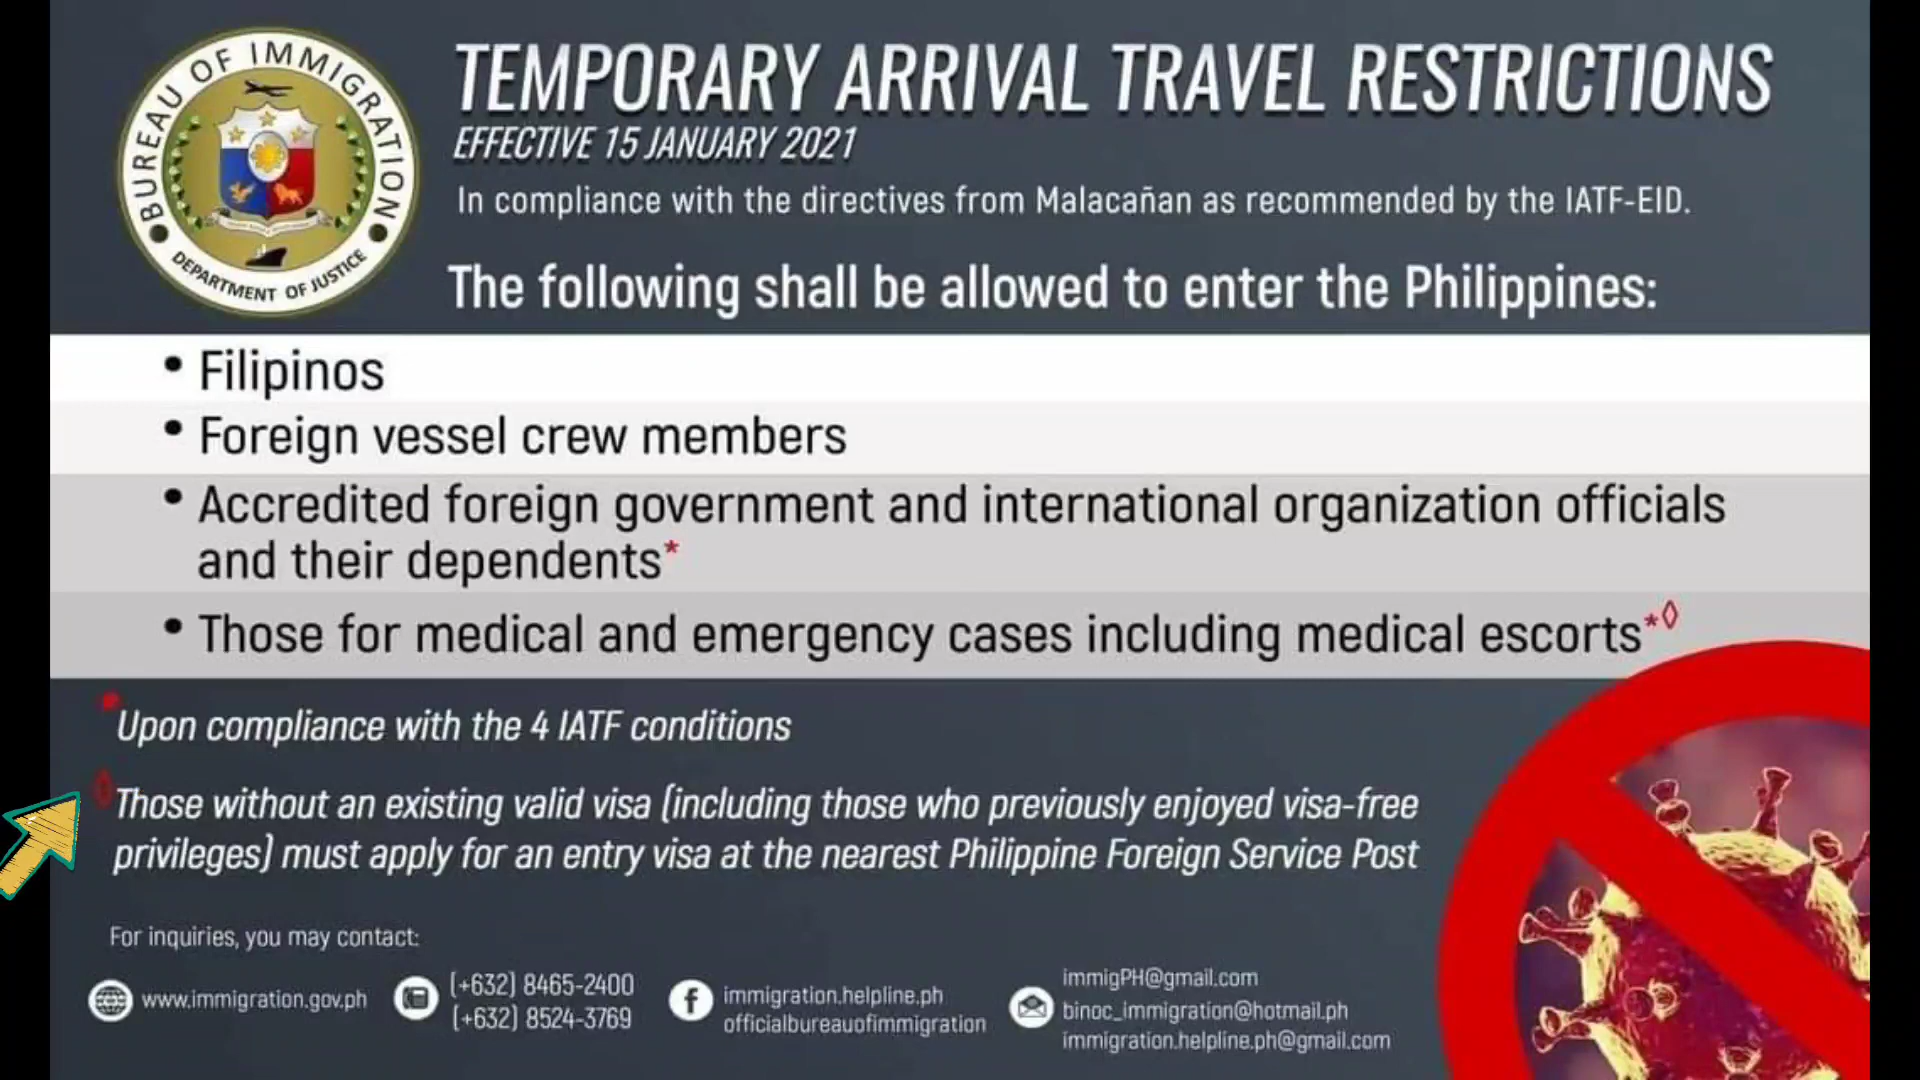 BUREAU OF IMMIGRATION
DEPARTMENT OF JUSTICE
TEMPORARY ARRIVAL TRAVEL RESTRICTIONS
EFFECTIVE 15 JANUARY 2021
In compliance with the directives from Malacañan as recommended by the IATF-EID.
The following shall be allowed to enter the Philippines:
• Filipinos
• Foreign vessel crew members
• Accredited foreign government and international organization officials
and their dependents*
• Those for medical and emergency cases including medical escorts*◊
*Upon compliance with the 4 IATF conditions
◊Those without an existing valid visa (including those who previously enjoyed visa-free
privileges) must apply for an entry visa at the nearest Philippine Foreign Service Post
For inquiries, you may contact:
www.immigration.gov.ph
(+632) 8465-2400
(+632) 8524-3769
immigration.helpline.ph
officialbureauofimmigration
immigPH@gmail.com
binoc_immigration@hotmail.ph
immigration.helpline.ph@gmail.com